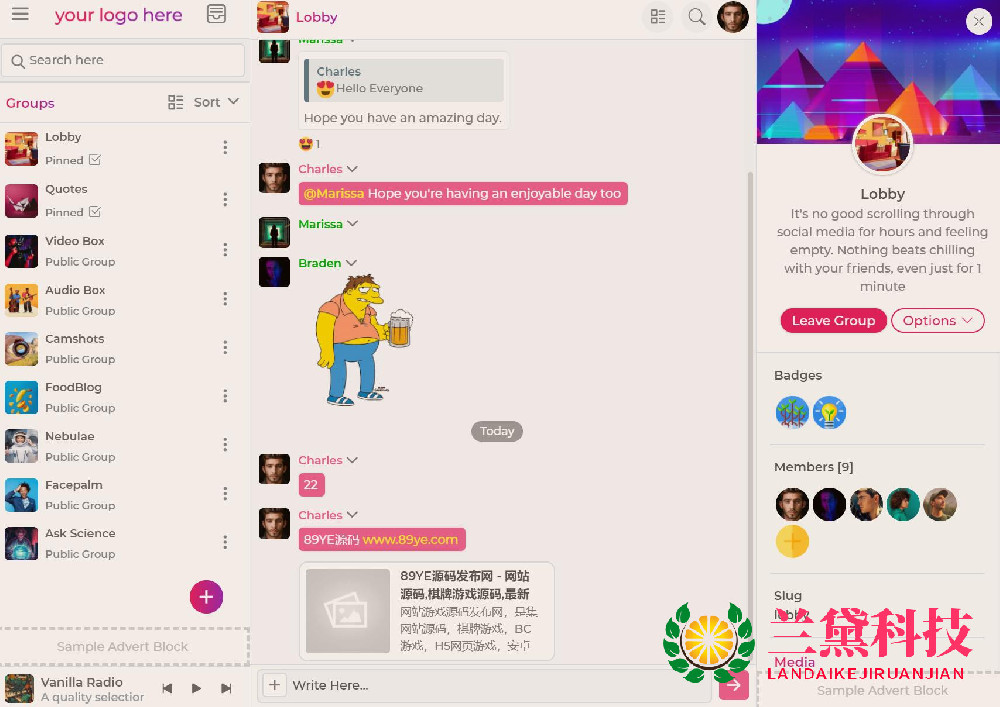 your logo here
Search here
Groups
Sort
Lobby
Pinned
Quotes
Pinned
Video Box
Public Group
Audio Box
Public Group
Camshots
Public Group
FoodBlog
Public Group
Nebulae
Public Group
Facepalm
Public Group
Ask Science
Public Group
+
Sample Advert Block
Vanilla Radio
A quality selection
Lobby
Marissa
Charles
Hello Everyone
Hope you have an amazing day.
1
Charles
@Marissa Hope you're having an enjoyable day too
Marissa
Braden
Today
Charles
22
Charles
89YE源码 www.89ye.com
89YE源码发布网 - 网站
源码,棋牌游戏源码,最新
网站游戏源码发布网，是集
网站源码，棋牌游戏，BC
游戏，H5网页游戏，安卓
+
Write Here...
Lobby
It's no good scrolling through
social media for hours and feeling
empty. Nothing beats chilling
with your friends, even just for 1
minute
Leave Group
Options
Badges
Members [9]
Slug
lobby
Media
Sample Advert Block
兰黛科技
LANDAIKEJIRUANJIAN